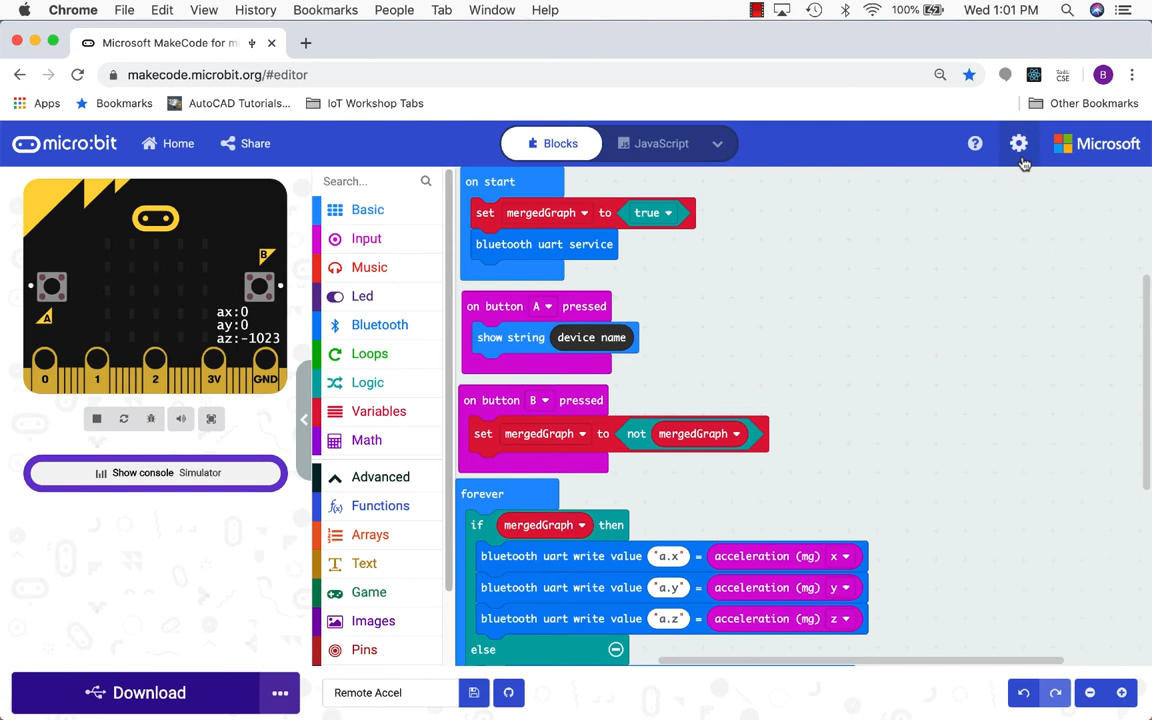 Chrome File Edit View History Bookmarks People Tab Window Help 100% Wed 1:01 PM
Microsoft MakeCode for m
makecode.microbit.org/#editor B
Apps Bookmarks AutoCAD Tutorials... IoT Workshop Tabs Other Bookmarks
micro:bit Home Share Blocks JavaScript ? Microsoft
Search...
Basic
Input
Music
Led
Bluetooth
Loops
Logic
Variables
Math
Advanced
Functions
Arrays
Text
Game
Images
Pins
B
A
ax:0
ay:0
az:-1023
0 1 2 3V GND
Show console Simulator
on start
set mergedGraph to true
bluetooth uart service
on button A pressed
show string device name
on button B pressed
set mergedGraph to not mergedGraph
forever
if mergedGraph then
bluetooth uart write value "a.x" = acceleration (mg) x
bluetooth uart write value "a.y" = acceleration (mg) y
bluetooth uart write value "a.z" = acceleration (mg) z
else
Download ... Remote Accel